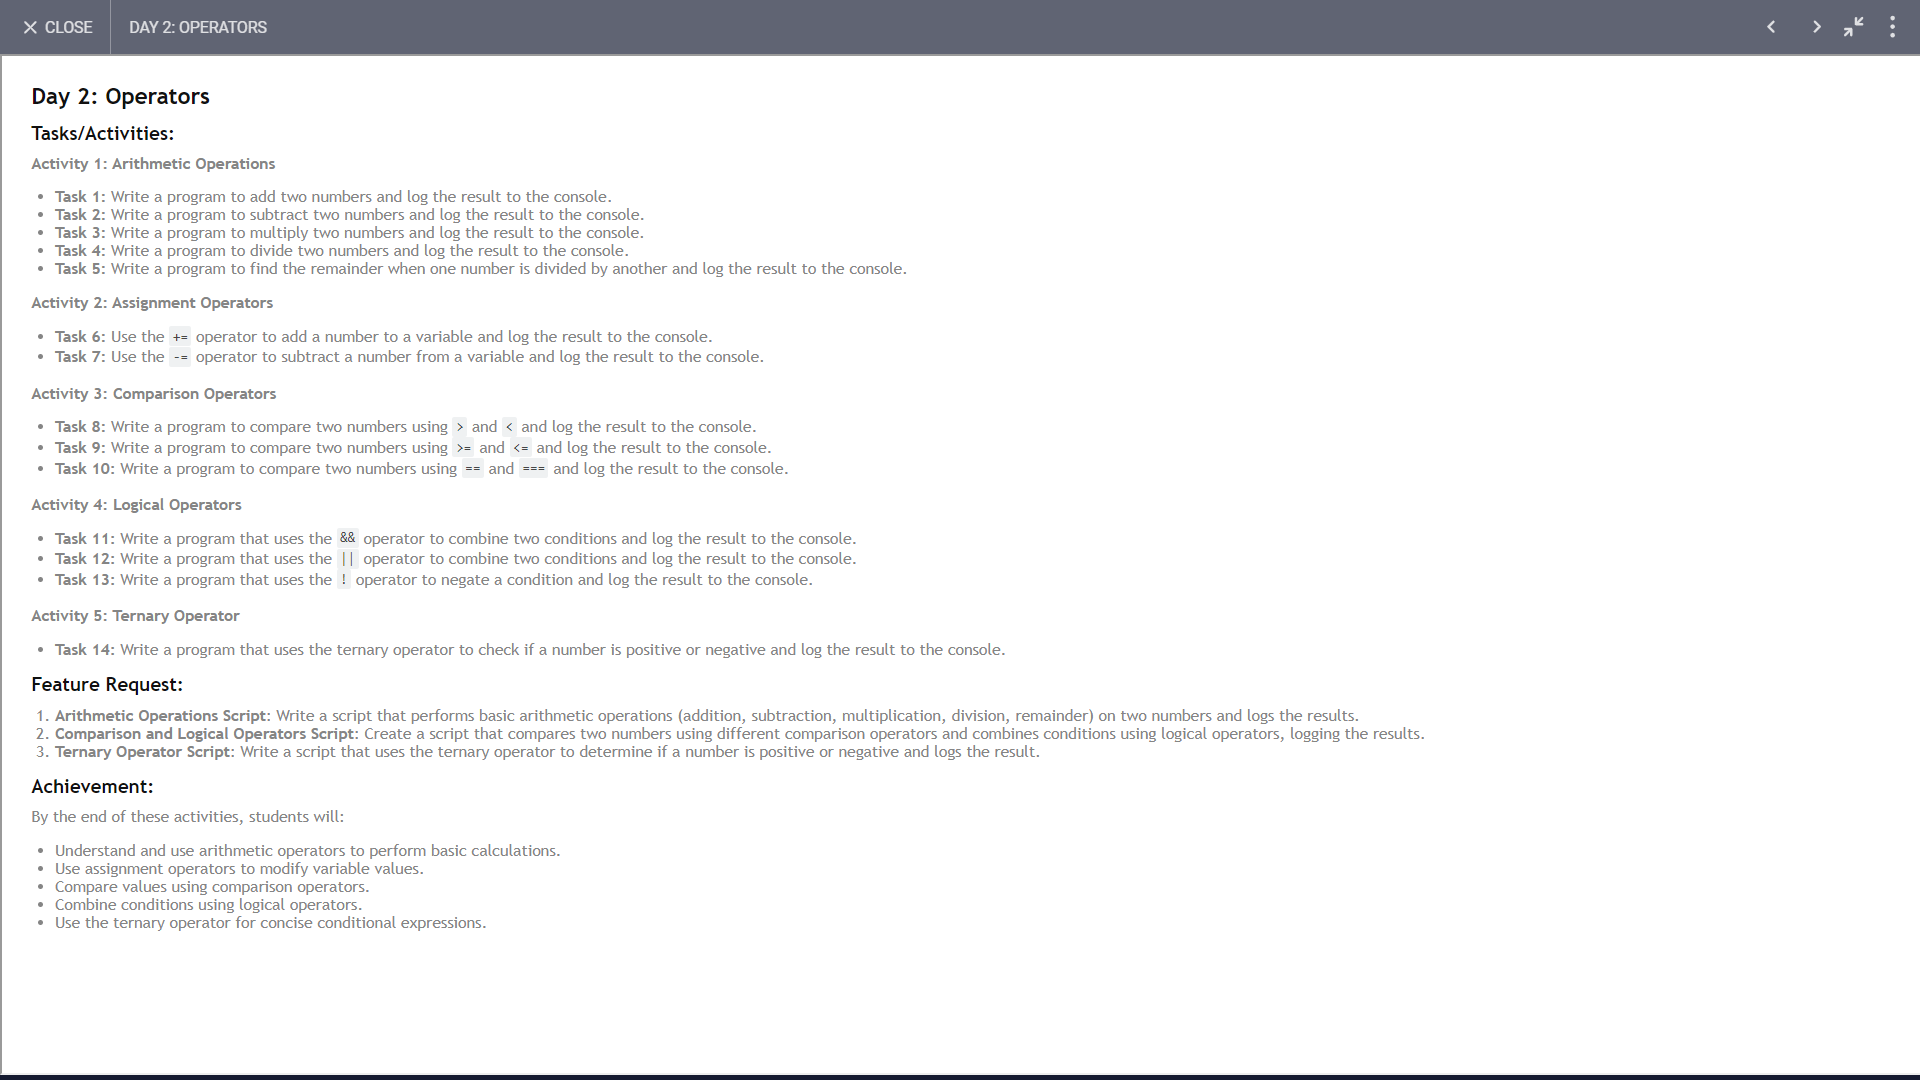 CLOSE
DAY 2: OPERATORS
Day 2: Operators
Tasks/Activities:
Activity 1: Arithmetic Operations
• Task 1: Write a program to add two numbers and log the result to the console.
• Task 2: Write a program to subtract two numbers and log the result to the console.
• Task 3: Write a program to multiply two numbers and log the result to the console.
• Task 4: Write a program to divide two numbers and log the result to the console.
• Task 5: Write a program to find the remainder when one number is divided by another and log the result to the console.
Activity 2: Assignment Operators
• Task 6: Use the += operator to add a number to a variable and log the result to the console.
• Task 7: Use the -= operator to subtract a number from a variable and log the result to the console.
Activity 3: Comparison Operators
• Task 8: Write a program to compare two numbers using > and < and log the result to the console.
• Task 9: Write a program to compare two numbers using >= and <= and log the result to the console.
• Task 10: Write a program to compare two numbers using == and === and log the result to the console.
Activity 4: Logical Operators
• Task 11: Write a program that uses the && operator to combine two conditions and log the result to the console.
• Task 12: Write a program that uses the || operator to combine two conditions and log the result to the console.
• Task 13: Write a program that uses the ! operator to negate a condition and log the result to the console.
Activity 5: Ternary Operator
• Task 14: Write a program that uses the ternary operator to check if a number is positive or negative and log the result to the console.
Feature Request:
1. Arithmetic Operations Script: Write a script that performs basic arithmetic operations (addition, subtraction, multiplication, division, remainder) on two numbers and logs the results.
2. Comparison and Logical Operators Script: Create a script that compares two numbers using different comparison operators and combines conditions using logical operators, logging the results.
3. Ternary Operator Script: Write a script that uses the ternary operator to determine if a number is positive or negative and logs the result.
Achievement:
By the end of these activities, students will:
• Understand and use arithmetic operators to perform basic calculations.
• Use assignment operators to modify variable values.
• Compare values using comparison operators.
• Combine conditions using logical operators.
• Use the ternary operator for concise conditional expressions.